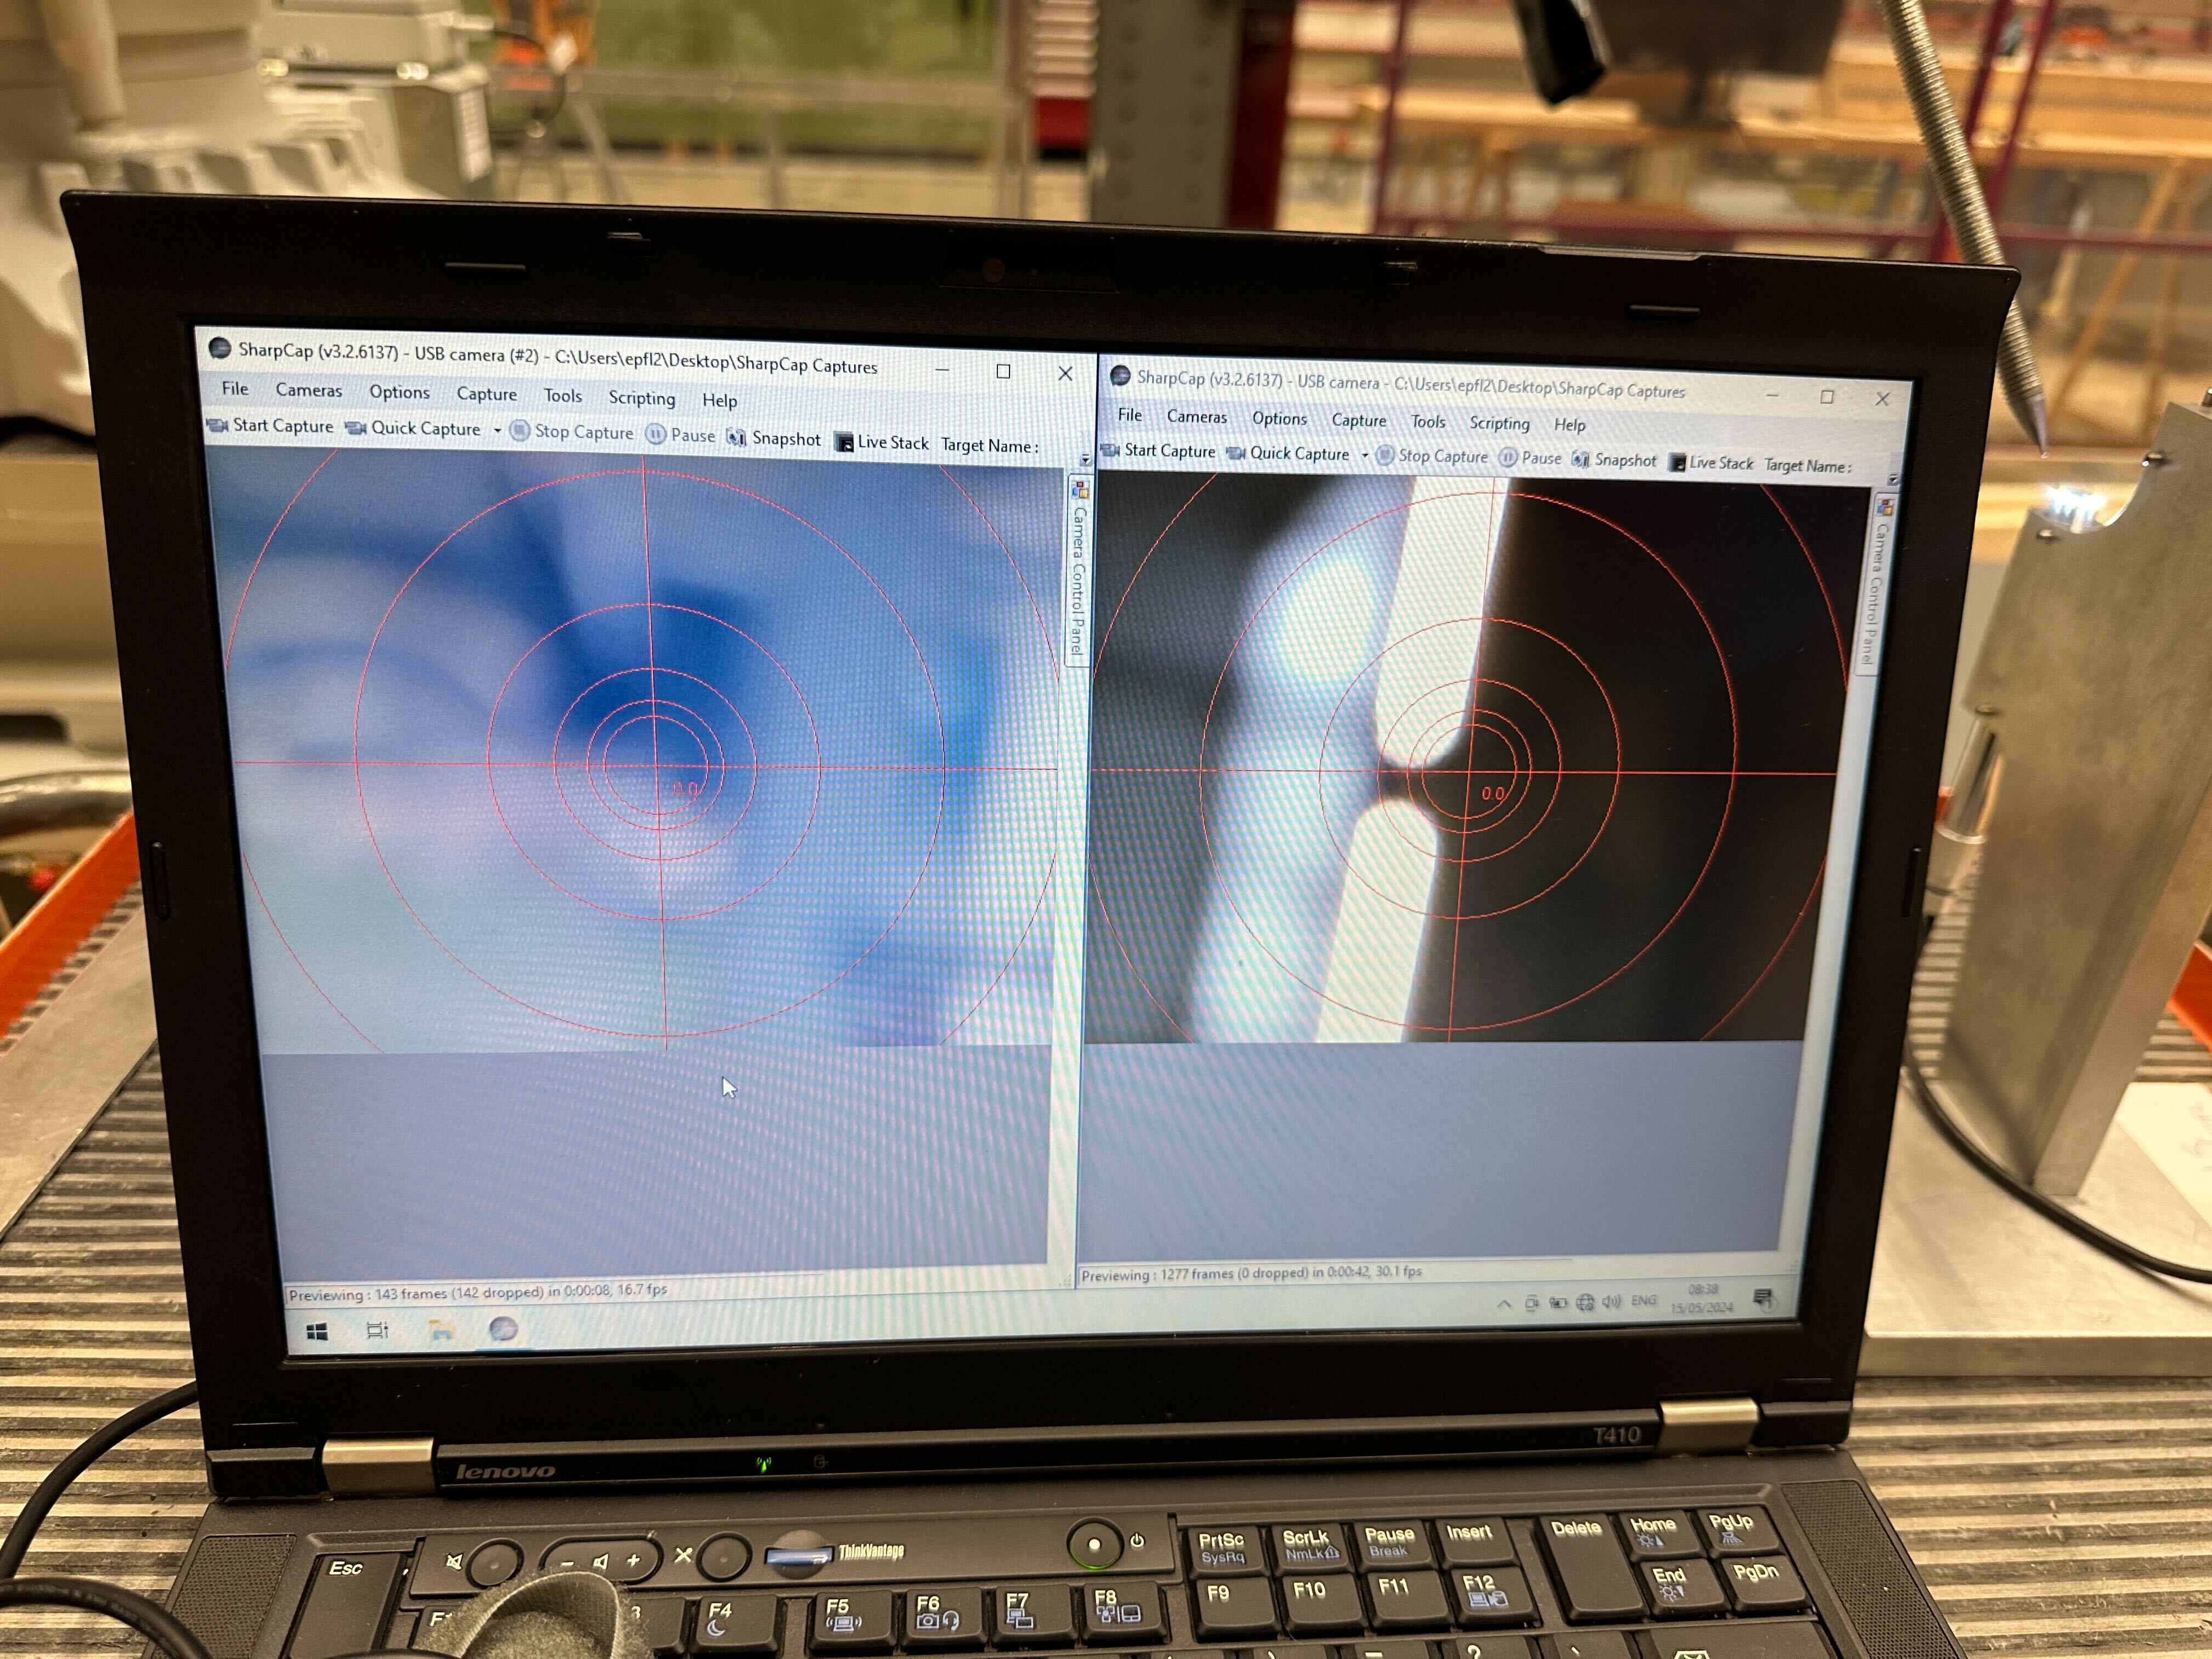 SharpCap (v3.2.6137) - USB camera (#2) - C:\Users\epfl2\Desktop\SharpCap Captures
File Cameras Options Capture Tools Scripting Help
Start Capture Quick Capture Stop Capture Pause Snapshot Live Stack Target Name :
Camera Control Panel
0.0
Previewing : 143 frames (142 dropped) in 0:00:08, 16.7 fps
SharpCap (v3.2.6137) - USB camera - C:\Users\epfl2\Desktop\SharpCap Captures
File Cameras Options Capture Tools Scripting Help
Start Capture Quick Capture Stop Capture Pause Snapshot Live Stack Target Name :
Camera Control Panel
0.0
Previewing : 1277 frames (0 dropped) in 0:00:42, 30.1 fps
ENG
08:38
15/05/2024
T410
lenovo
ThinkVantage
PrtSc
SysRq
ScrLk
NmLk
Pause
Break
Insert
Delete
Home
PgUp
Esc
F4
F5
F6
F7
F8
F9
F10
F11
F12
End
PgDn